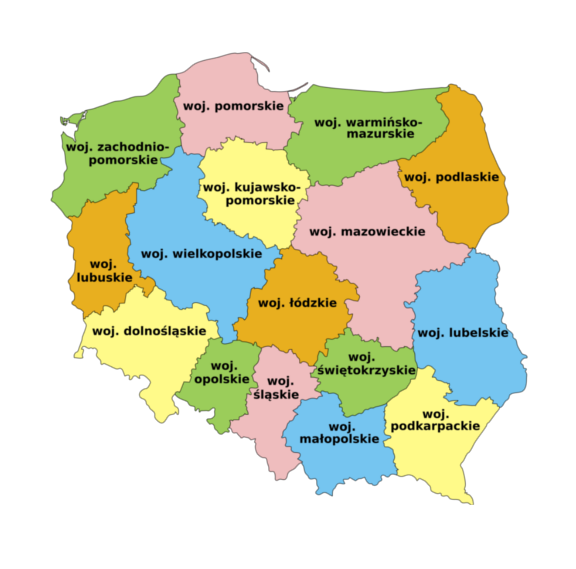 woj. pomorskie
woj. warmińsko-
mazurskie
woj. zachodnio-
pomorskie
woj. podlaskie
woj. kujawsko-
pomorskie
woj. mazowieckie
woj. wielkopolskie
woj.
lubuskie
woj. łódzkie
woj. dolnośląskie
woj. lubelskie
woj.
opolskie
woj.
świętokrzyskie
woj.
śląskie
woj.
podkarpackie
woj.
małopolskie